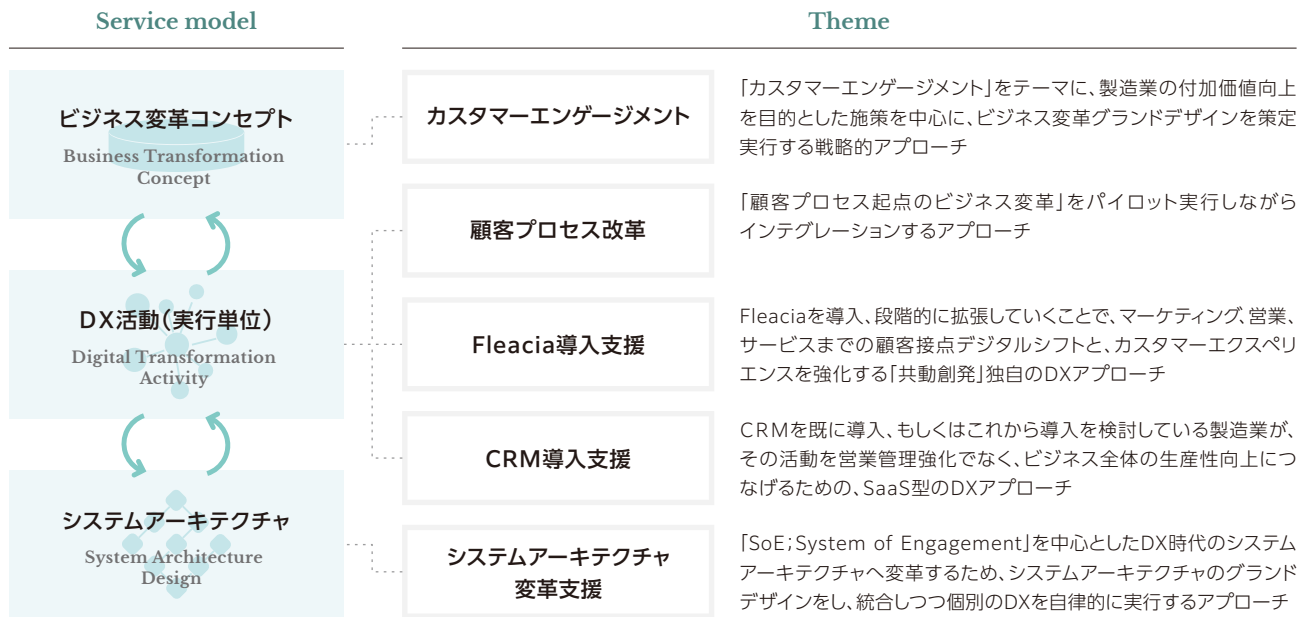 Service model
Theme
ビジネス変革コンセプト
Business Transformation
Concept
カスタマーエンゲージメント
「カスタマーエンゲージメント」をテーマに、製造業の付加価値向上
を目的とした施策を中心に、ビジネス変革グランドデザインを策定
実行する戦略的アプローチ
顧客プロセス改革
「顧客プロセス起点のビジネス変革」をパイロット実行しながら
インテグレーションするアプローチ
DX活動(実行単位)
Digital Transformation
Activity
Fleacia導入支援
Fleaciaを導入、段階的に拡張していくことで、マーケティング、営業、
サービスまでの顧客接点デジタルシフトと、カスタマーエクスペリ
エンスを強化する「共動創発」独自のDXアプローチ
CRM導入支援
CRMを既に導入、もしくはこれから導入を検討している製造業が、
その活動を営業管理強化でなく、ビジネス全体の生産性向上につ
なげるための、SaaS型のDXアプローチ
システムアーキテクチャ
System Architecture
Design
システムアーキテクチャ
変革支援
「SoE;System of Engagement」を中心としたDX時代のシステム
アーキテクチャへ変革するため、システムアーキテクチャのグランド
デザインをし、統合しつつ個別のDXを自律的に実行するアプローチ